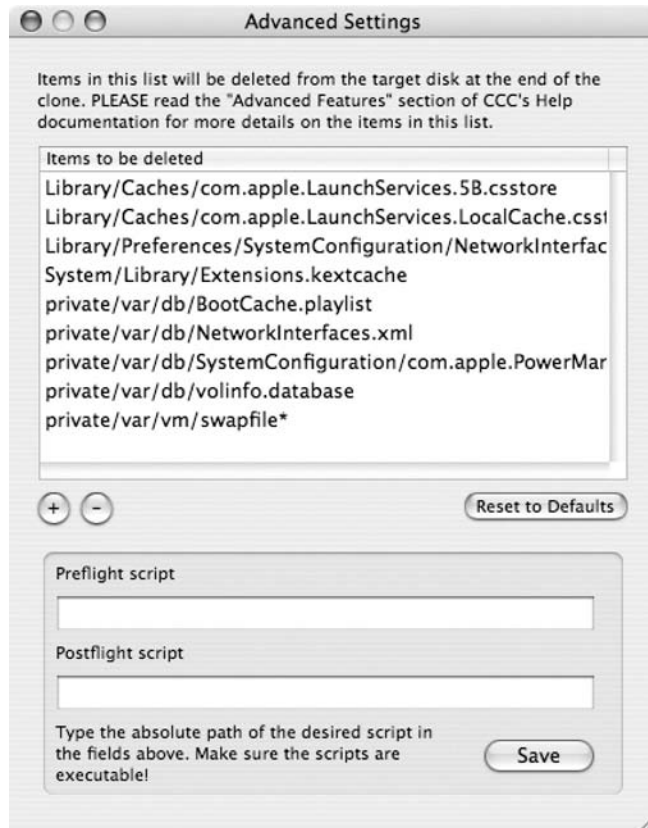 Advanced Settings
Items in this list will be deleted from the target disk at the end of the
clone. PLEASE read the "Advanced Features" section of CCC's Help
documentation for more details on the items in this list.
Items to be deleted
Library/Caches/com.apple.LaunchServices.5B.csstore
Library/Caches/com.apple.LaunchServices.LocalCache.csst
Library/Preferences/SystemConfiguration/NetworkInterfac
System/Library/Extensions.kextcache
private/var/db/BootCache.playlist
private/var/db/NetworkInterfaces.xml
private/var/db/SystemConfiguration/com.apple.PowerMar
private/var/db/volinfo.database
private/var/vm/swapfile*
+ -
Reset to Defaults
Preflight script
Postflight script
Type the absolute path of the desired script in
the fields above. Make sure the scripts are
executable!
Save